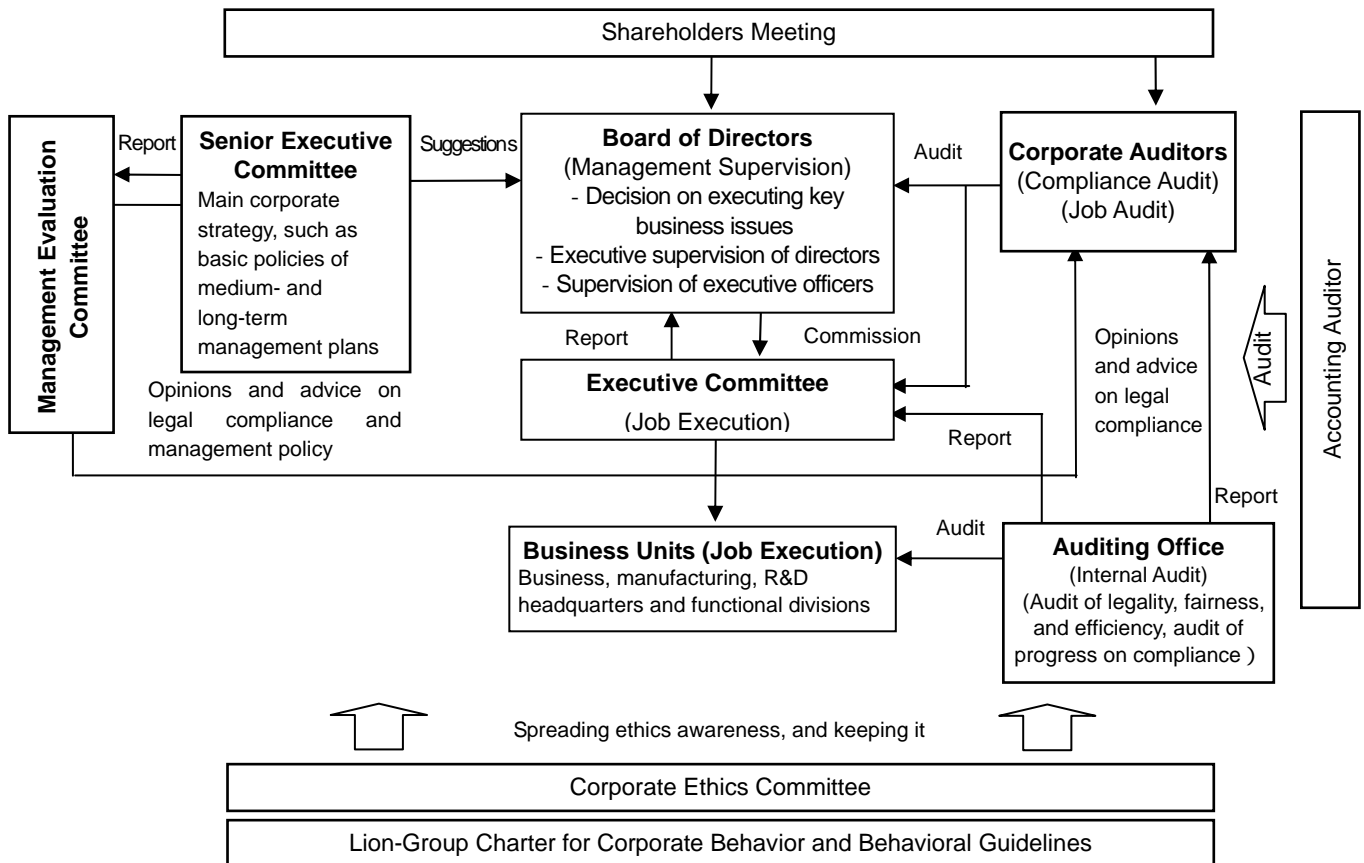 Shareholders Meeting
Management Evaluation
Committee
Report
Senior Executive
Committee
Main corporate
strategy, such as
basic policies of
medium- and
long-term
management plans
Suggestions
Board of Directors
(Management Supervision)
- Decision on executing key
business issues
- Executive supervision of directors
- Supervision of executive officers
Audit
Corporate Auditors
(Compliance Audit)
(Job Audit)
Accounting Auditor
Audit
Report
Commission
Opinions
and advice
on legal
compliance
Opinions and advice on
legal compliance and
management policy
Executive Committee
(Job Execution)
Report
Report
Audit
Business Units (Job Execution)
Business, manufacturing, R&D
headquarters and functional divisions
Auditing Office
(Internal Audit)
(Audit of legality, fairness,
and efficiency, audit of
progress on compliance )
Spreading ethics awareness, and keeping it
Corporate Ethics Committee
Lion-Group Charter for Corporate Behavior and Behavioral Guidelines